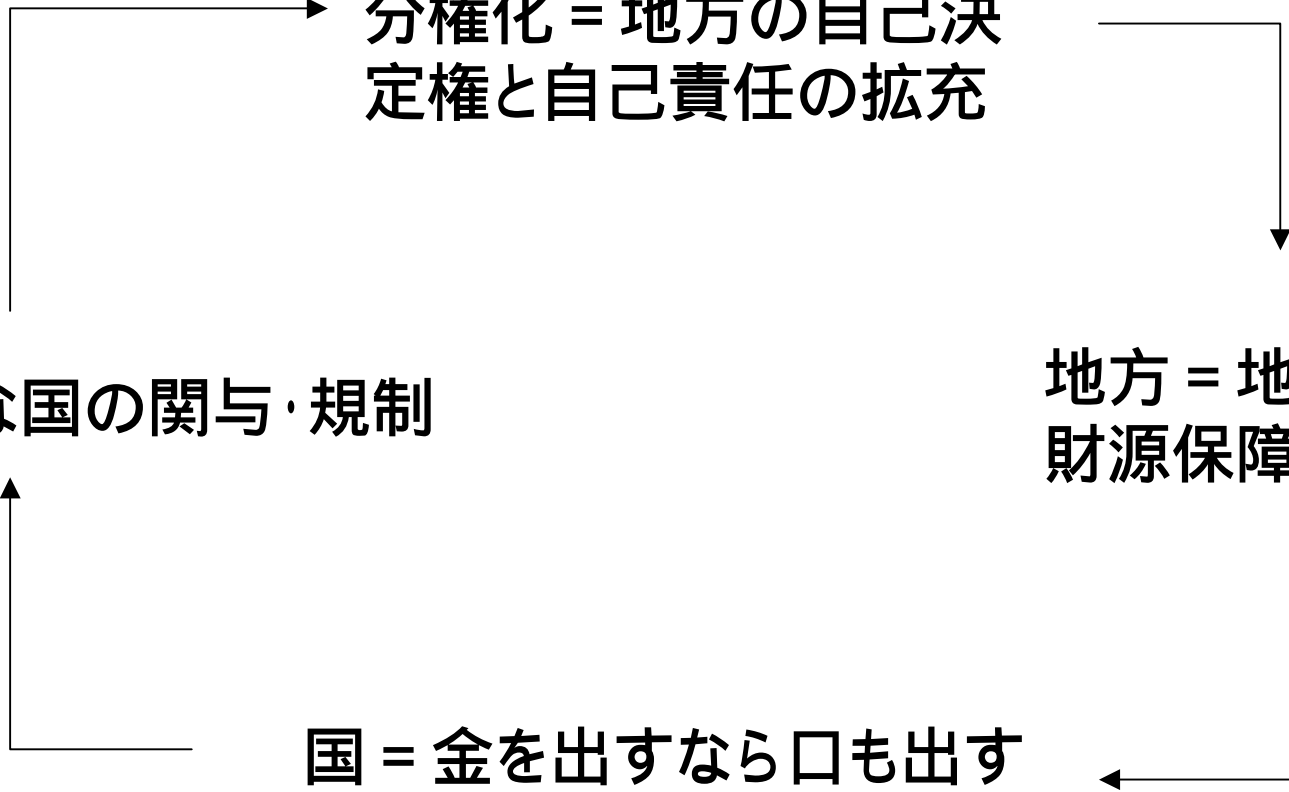 分権化＝地方の自己決
定権と自己責任の拡充
な国の関与・規制
地方＝地
財源保障
国＝金を出すなら口も出す